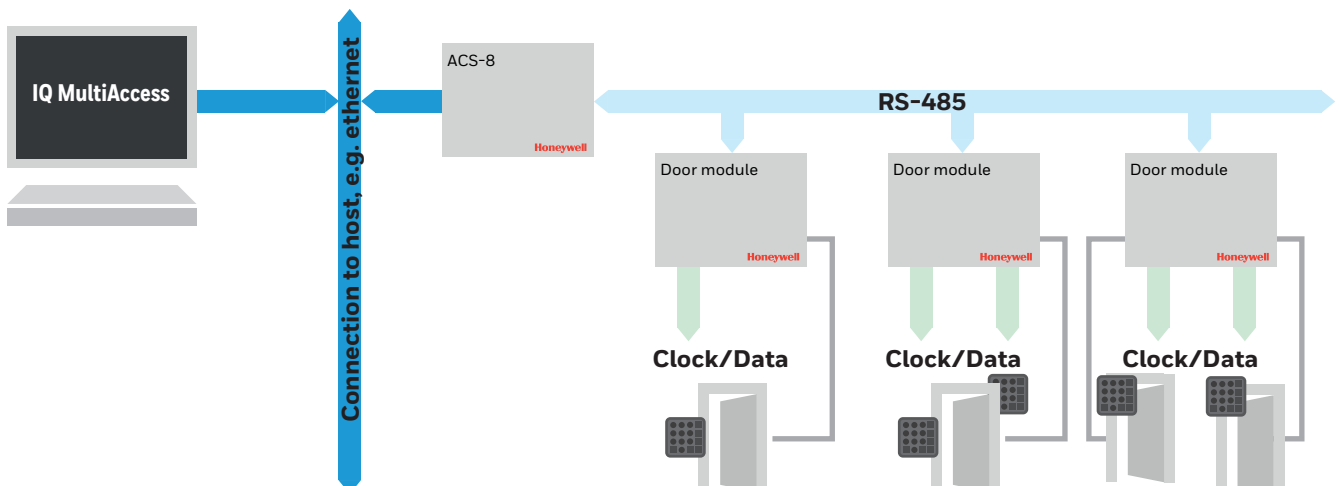 IQ MultiAccess
Connection to host, e.g. ethernet
ACS-8
Honeywell
RS-485
Door module
Honeywell
Clock/Data
Door module
Honeywell
Clock/Data
Door module
Honeywell
Clock/Data